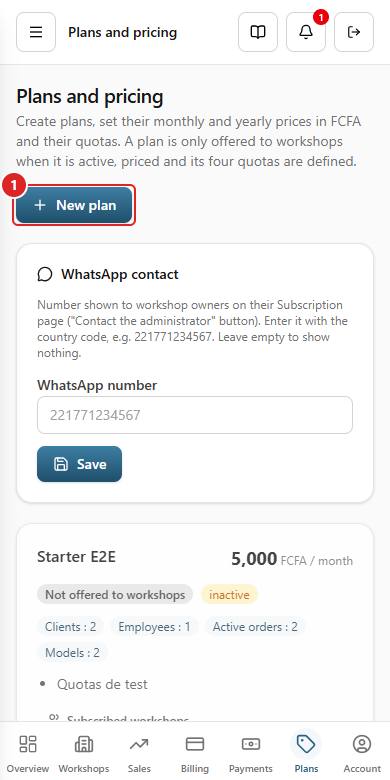 Plans and pricing
1
Plans and pricing
Create plans, set their monthly and yearly prices in FCFA
and their quotas. A plan is only offered to workshops
when it is active, priced and its four quotas are defined.
1
New plan
WhatsApp contact
Number shown to workshop owners on their Subscription
page ("Contact the administrator" button). Enter it with the
country code, e.g. 221771234567. Leave empty to show
nothing.
WhatsApp number
221771234567
Save
Starter E2E
5,000 FCFA / month
Not offered to workshops
inactive
Clients : 2
Employees : 1
Active orders : 2
Models : 2
Quotas de test
Subscribed workshops
Overview
Workshops
Sales
Billing
Payments
Plans
Account